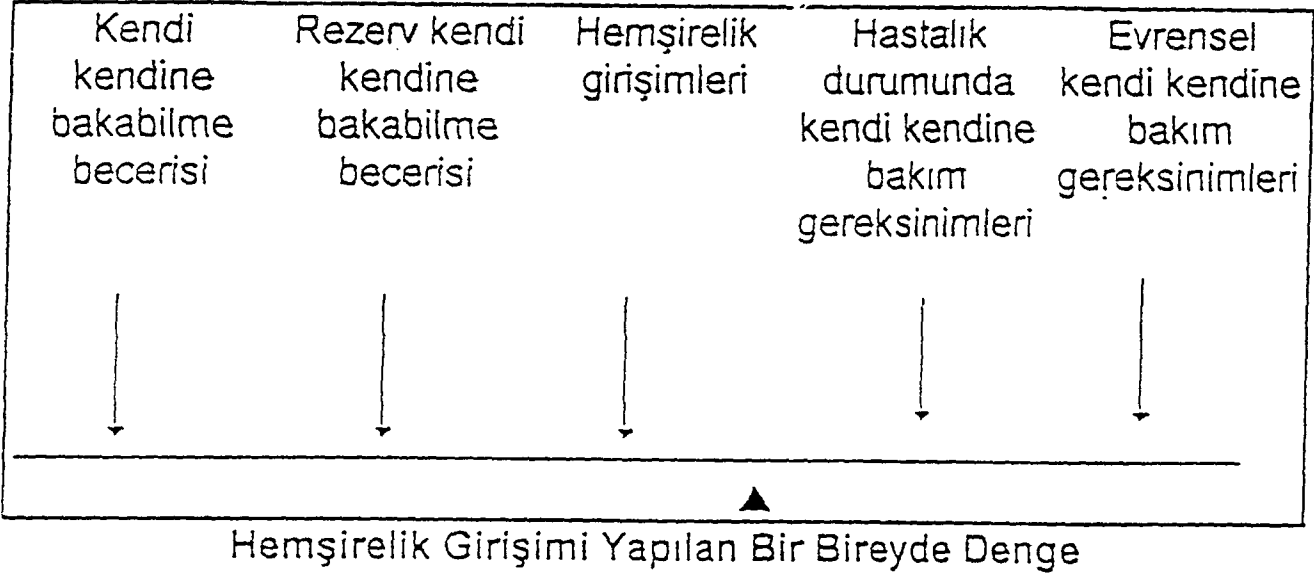 Kendi
kendine
bakabilme
becerisi
Rezerv kendi
kendine
bakabilme
becerisi
Hemşirelik
girişimleri
Hastalık
durumunda
kendi kendine
bakım
gereksinimleri
Evrensel
kendi kendine
bakım
gereksinimleri
Hemşirelik Girişimi Yapılan Bir Bireyde Denge